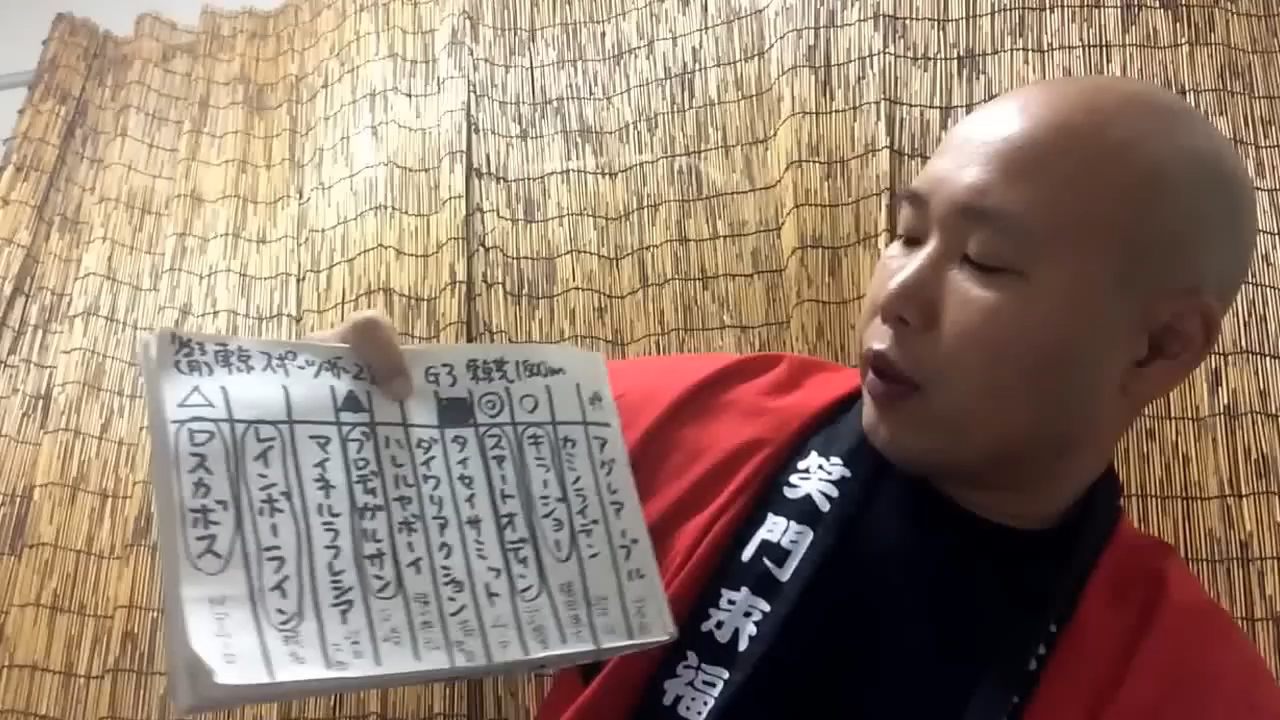 11/23
(月)
東京スポーツ杯2
G3 東京芝1800m
◎ ○
アグレアーブル
カミノライデン
キラージョー
スマートオーディン
タイセイサミット
ダイワリアクション
ハレルヤボーイ
プロディガルサン
マイネルラフレシア
レインボーライン
ロスカボス
△ ▲
笑門来福